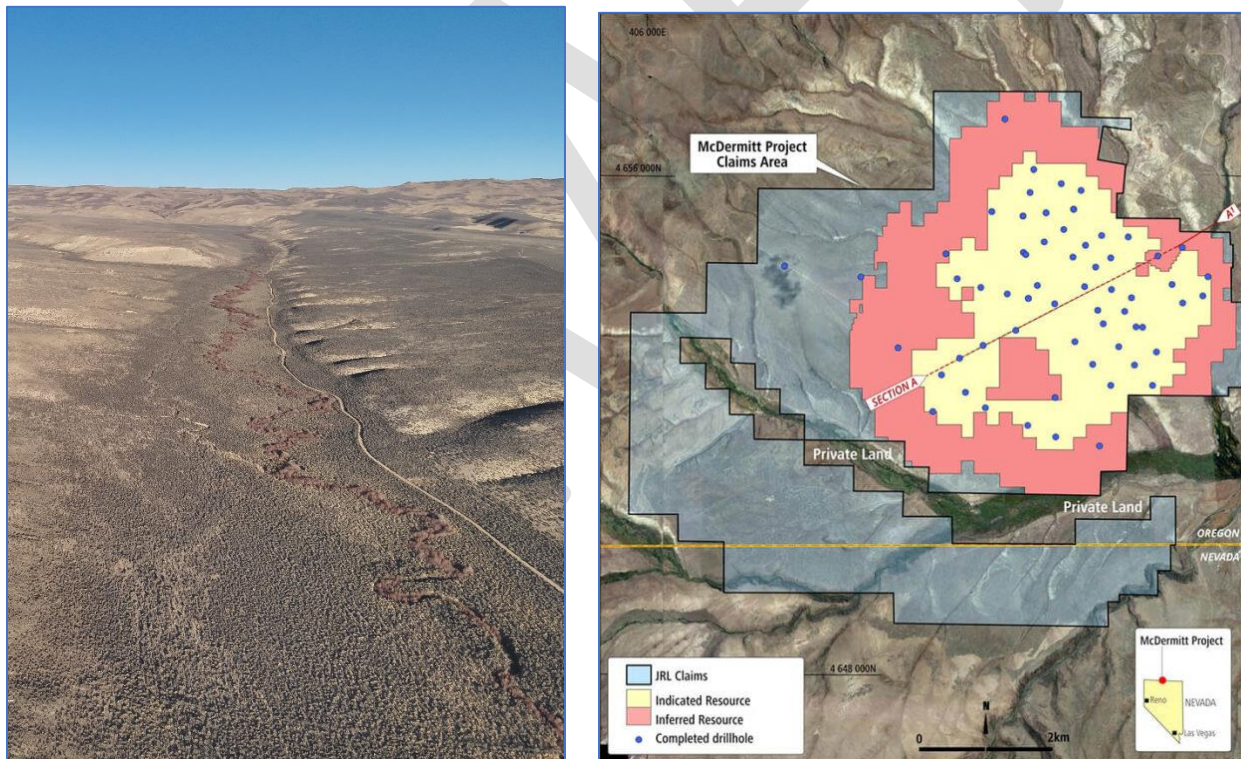 406 000E
McDermitt Project
Claims Area
4 656 000N
A'
SECTION A
Private Land
Private Land
OREGON
NEVADA
4 648 000N
JRL Claims
Indicated Resource
Inferred Resource
Completed drillhole
N
0 2km
McDermitt Project
Reno
NEVADA
Las Vegas